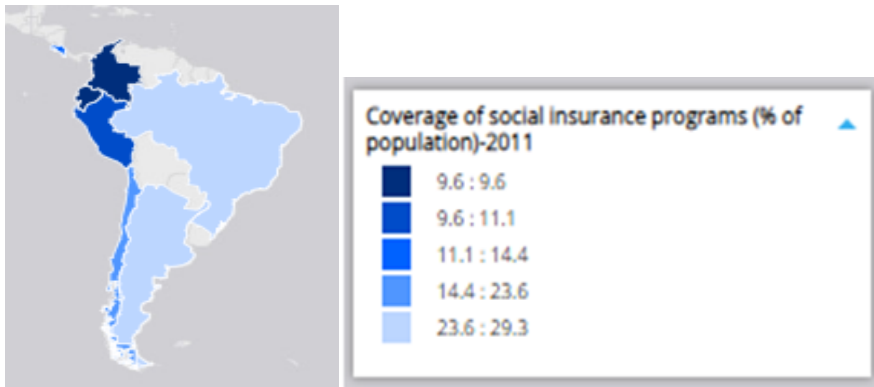 Coverage of social insurance programs (% of
population)-2011
9.6 : 9.6
9.6 : 11.1
11.1 : 14.4
14.4 : 23.6
23.6 : 29.3